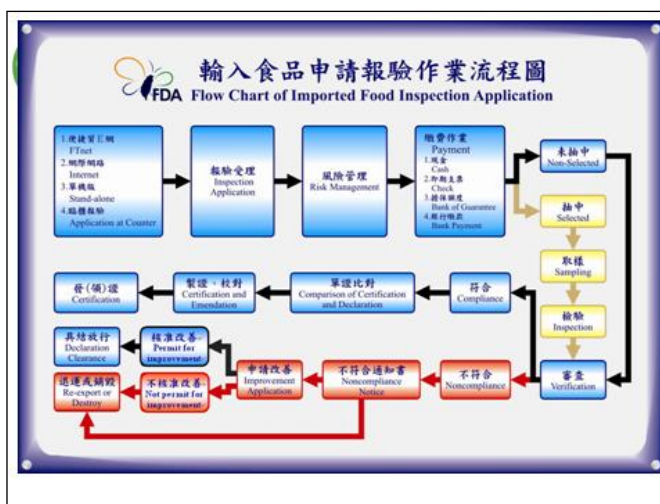 FDA
輸入食品申請報驗作業流程圖
Flow Chart of Imported Food Inspection Application
1.便捷貿E網
FTnet
2.網際網路
Internet
3.單機版
Stand-alone
4.臨櫃報驗
Application at Counter
報驗受理
Inspection
Application
風險管理
Risk Management
繳費作業
Payment
1.現金
Cash
2.即期支票
Check
3.擔保額度
Bank of Guarantee
4.銀行繳款
Bank Payment
未抽中
Non-Selected
抽中
Selected
取樣
Sampling
檢驗
Inspection
審查
Verification
符合
Compliance
單證比對
Comparison of Certification
and Declaration
製證、校對
Certification and
Emendation
發(領)證
Certification
不符合
Noncompliance
不符合通知書
Noncompliance
Notice
申請改善
Improvement
Application
核准改善
Permit for
improvement
具結放行
Declaration
Clearance
不核准改善
Not permit for
improvement
退運或銷毀
Re-export or
Destroy